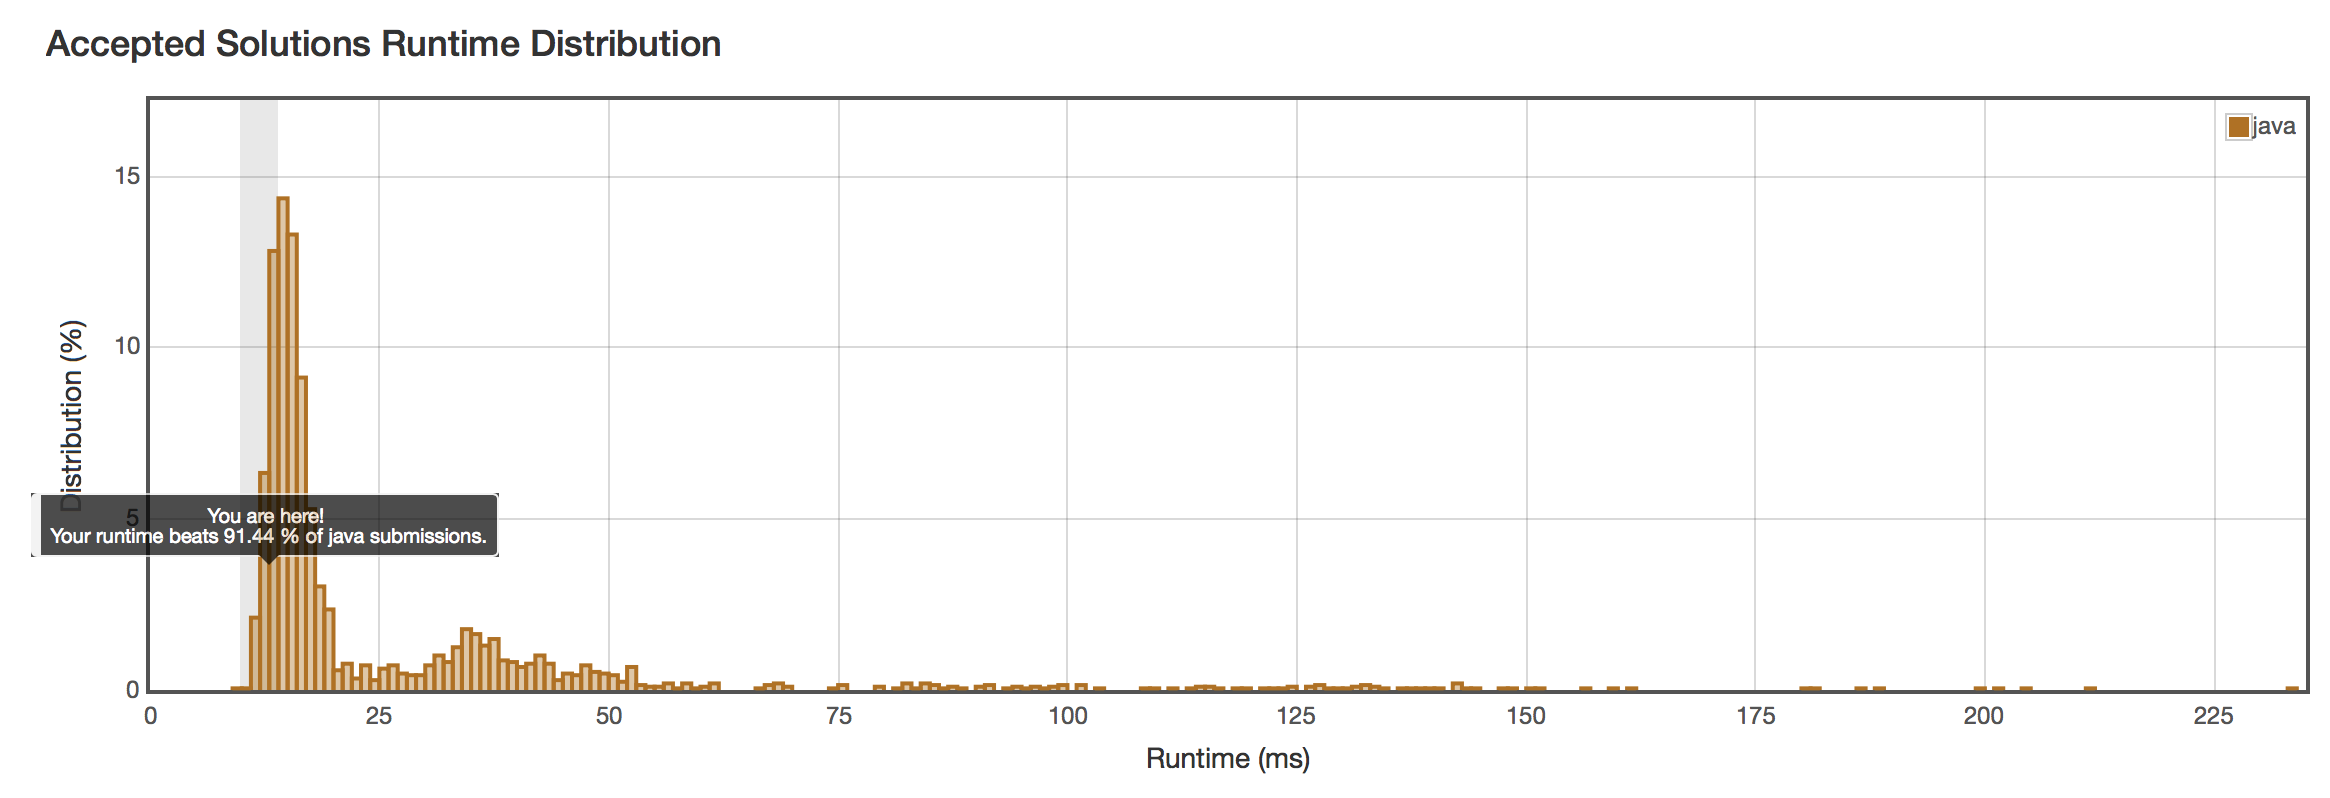 Accepted Solutions Runtime Distribution
java
15
10
5
0
Distribution (%)
You are here!
Your runtime beats 91.44 % of java submissions.
0 25 50 75 100 125 150 175 200 225
Runtime (ms)